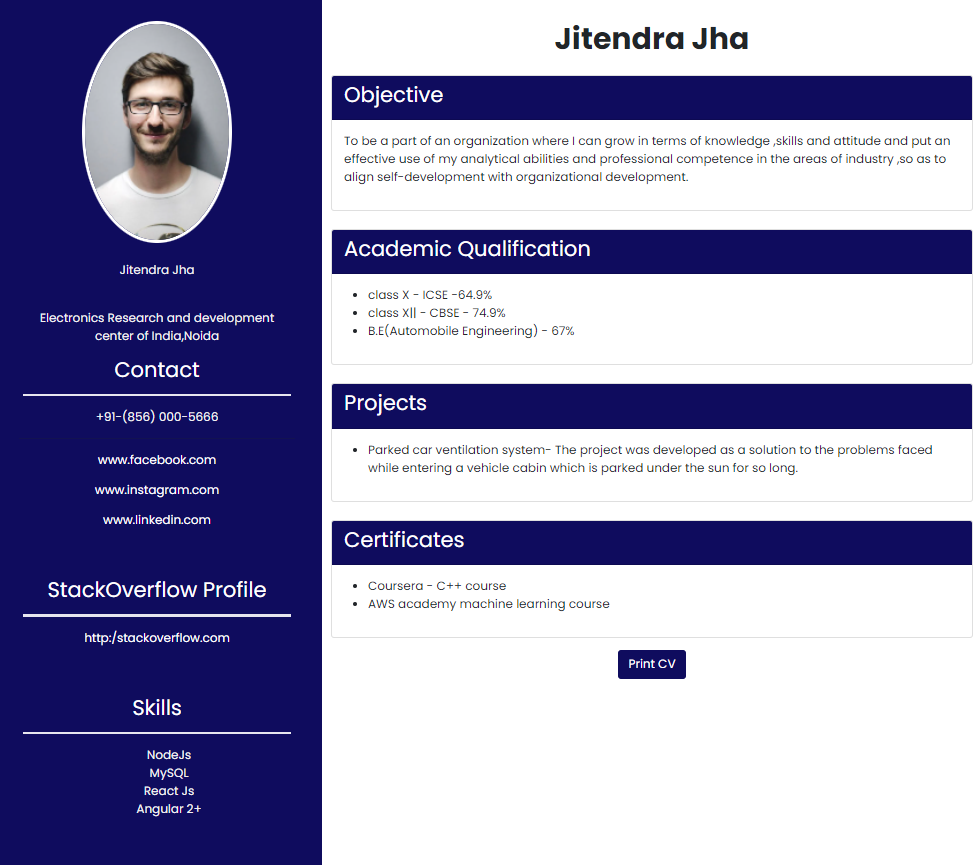 Jitendra Jha
Electronics Research and development
center of India,Noida
Contact
+91-(856) 000-5666
www.facebook.com
www.instagram.com
www.linkedin.com
StackOverflow Profile
http:/stackoverflow.com
Skills
NodeJs
MySQL
React Js
Angular 2+
Jitendra Jha
Objective
To be a part of an organization where I can grow in terms of knowledge ,skills and attitude and put an
effective use of my analytical abilities and professional competence in the areas of industry ,so as to
align self-development with organizational development.
Academic Qualification
class X - ICSE -64.9%
class X|| - CBSE - 74.9%
B.E(Automobile Engineering) - 67%
Projects
Parked car ventilation system- The project was developed as a solution to the problems faced
while entering a vehicle cabin which is parked under the sun for so long.
Certificates
Coursera - C++ course
AWS academy machine learning course
Print CV